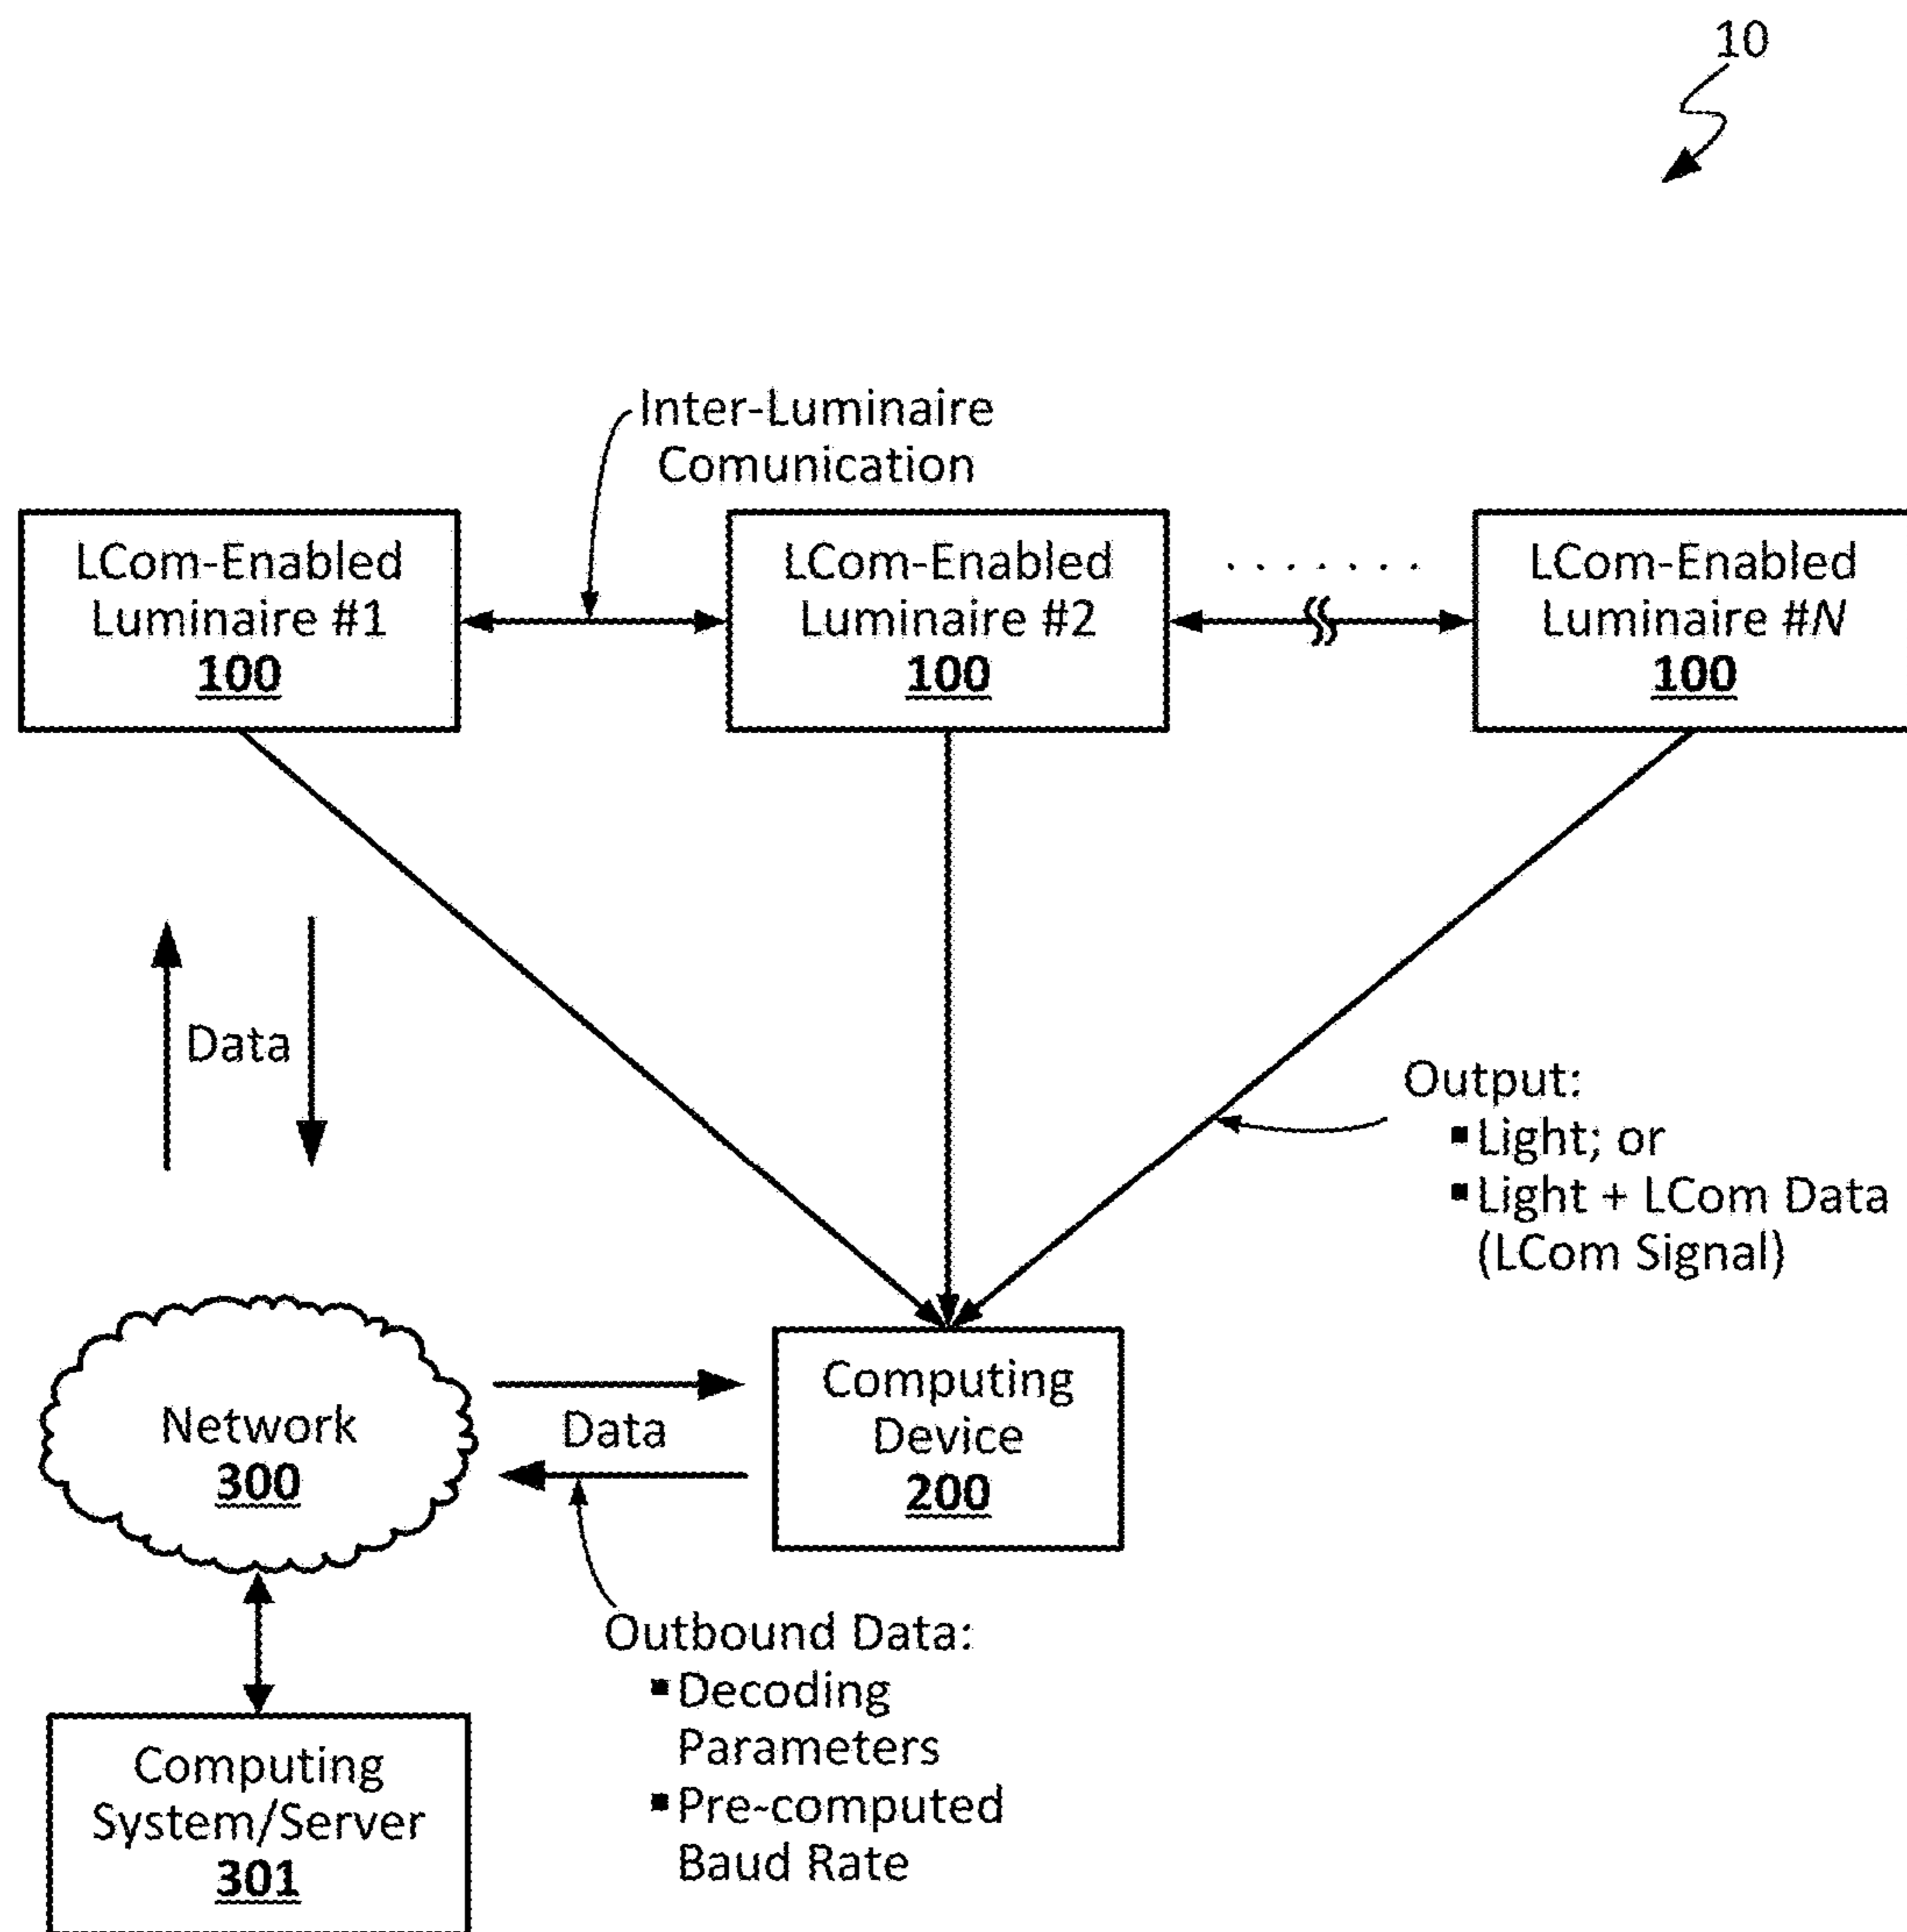 10
Inter-Luminaire
Comunication
LCom-Enabled
Luminaire #1
100
LCom-Enabled
Luminaire #2
100
. . . . . . .
LCom-Enabled
Luminaire #N
100
Data
Output:
▪Light; or
▪Light + LCom Data
(LCom Signal)
Network
300
Data
Computing
Device
200
Outbound Data:
▪Decoding
Parameters
▪Pre-computed
Baud Rate
Computing
System/Server
301